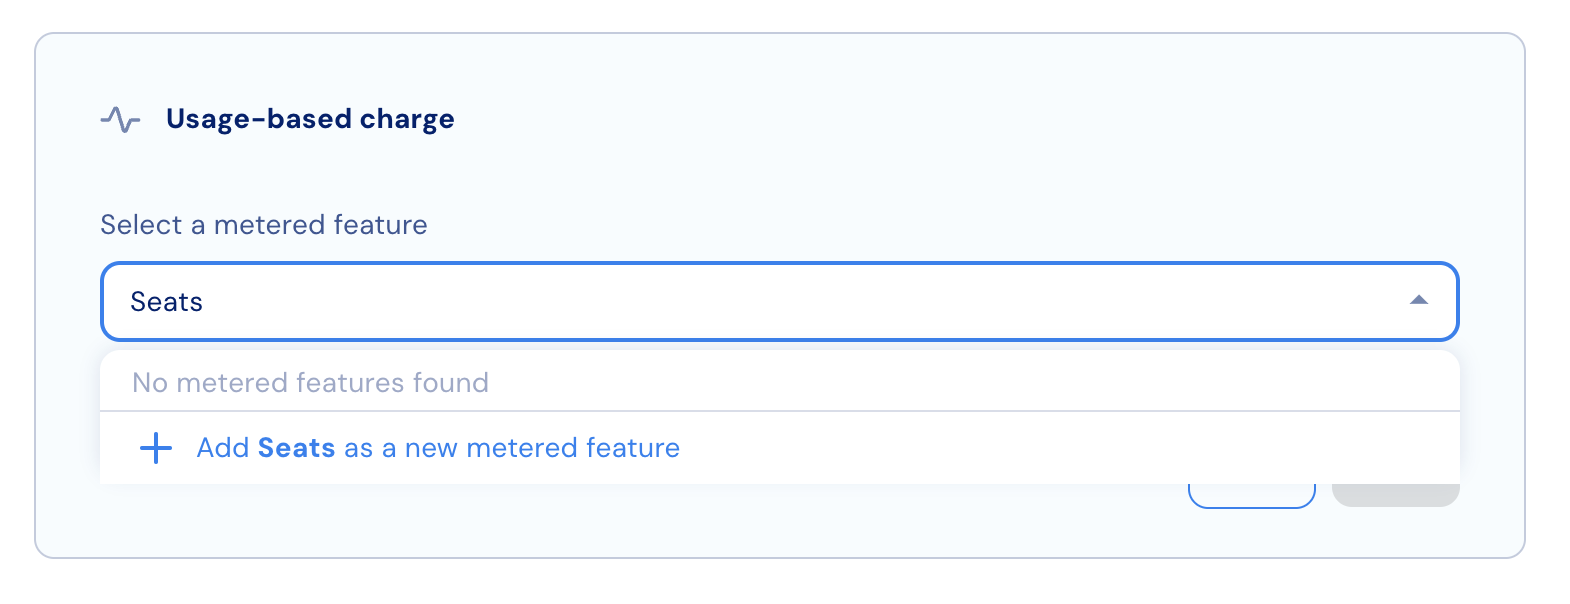 Usage-based charge
Select a metered feature
Seats
No metered features found
Add Seats as a new metered feature